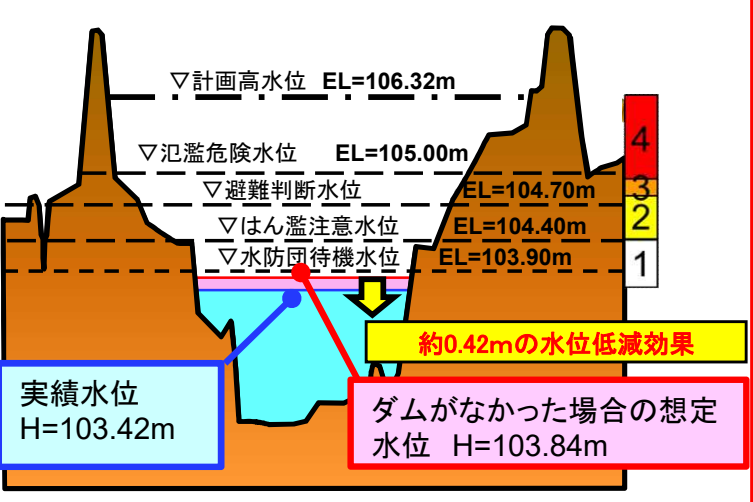 ▽計画高水位 EL=106.32m
▽氾濫危険水位 EL=105.00m
▽避難判断水位 EL=104.70m
▽はん濫注意水位 EL=104.40m
▽水防団待機水位 EL=103.90m
4
3
2
1
約0.42mの水位低減効果
実績水位
H=103.42m
ダムがなかった場合の想定
水位 H=103.84m